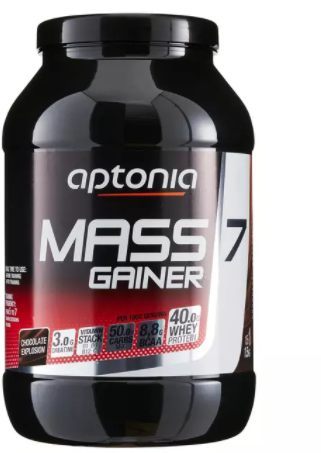 aptonia
MASS 7
GAINER
CHOCOLATE
EXPLOSION
3.0G
CREATINE
VITAMIN
STACK
PER 100G SERVING
50.0G
CARBS
8.8G
BCAA
40.0G
WHEY
PROTEIN